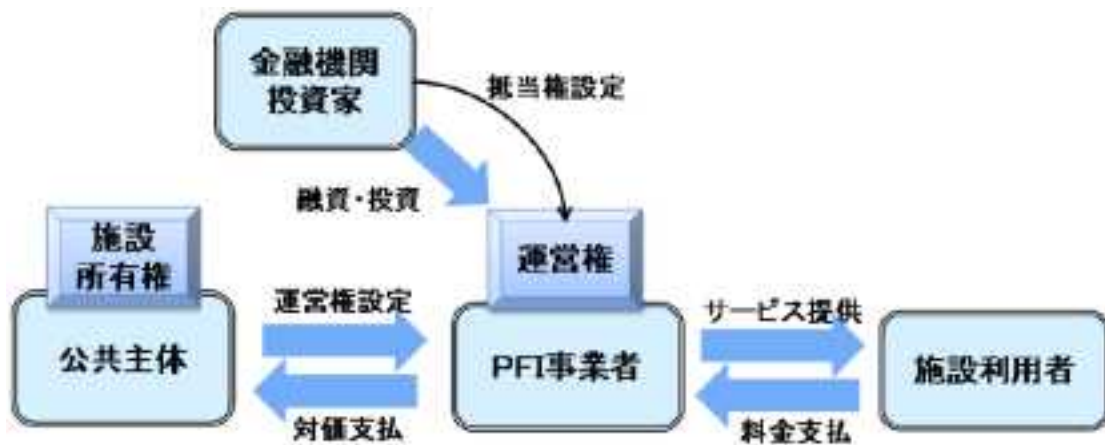 金融機関
投資家
抵当権設定
融資・投資
施設
所有権
運営権
運営権設定
サービス提供
公共主体
PFI事業者
施設利用者
対価支払
料金支払